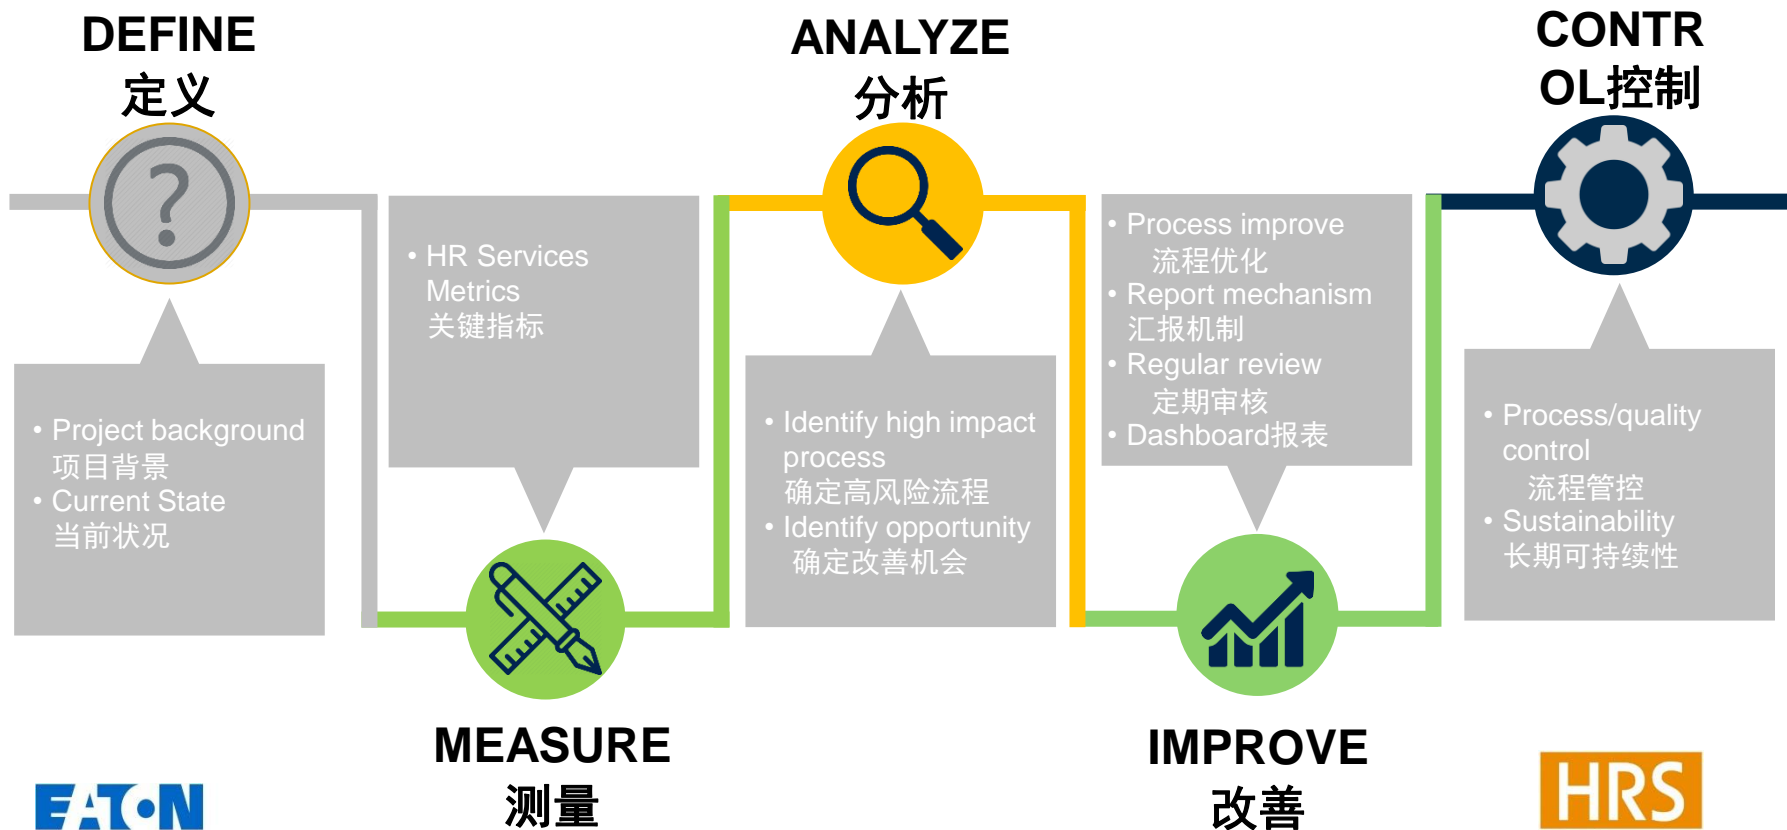 DEFINE
定义
• Project background
项目背景
• Current State
当前状况
• HR Services
Metrics
关键指标
MEASURE
测量
ANALYZE
分析
• Identify high impact
process
确定高风险流程
• Identify opportunity
确定改善机会
• Process improve
流程优化
• Report mechanism
汇报机制
• Regular review
定期审核
• Dashboard报表
IMPROVE
改善
CONTR
OL控制
• Process/quality
control
流程管控
• Sustainability
长期可持续性
EATON
HRS